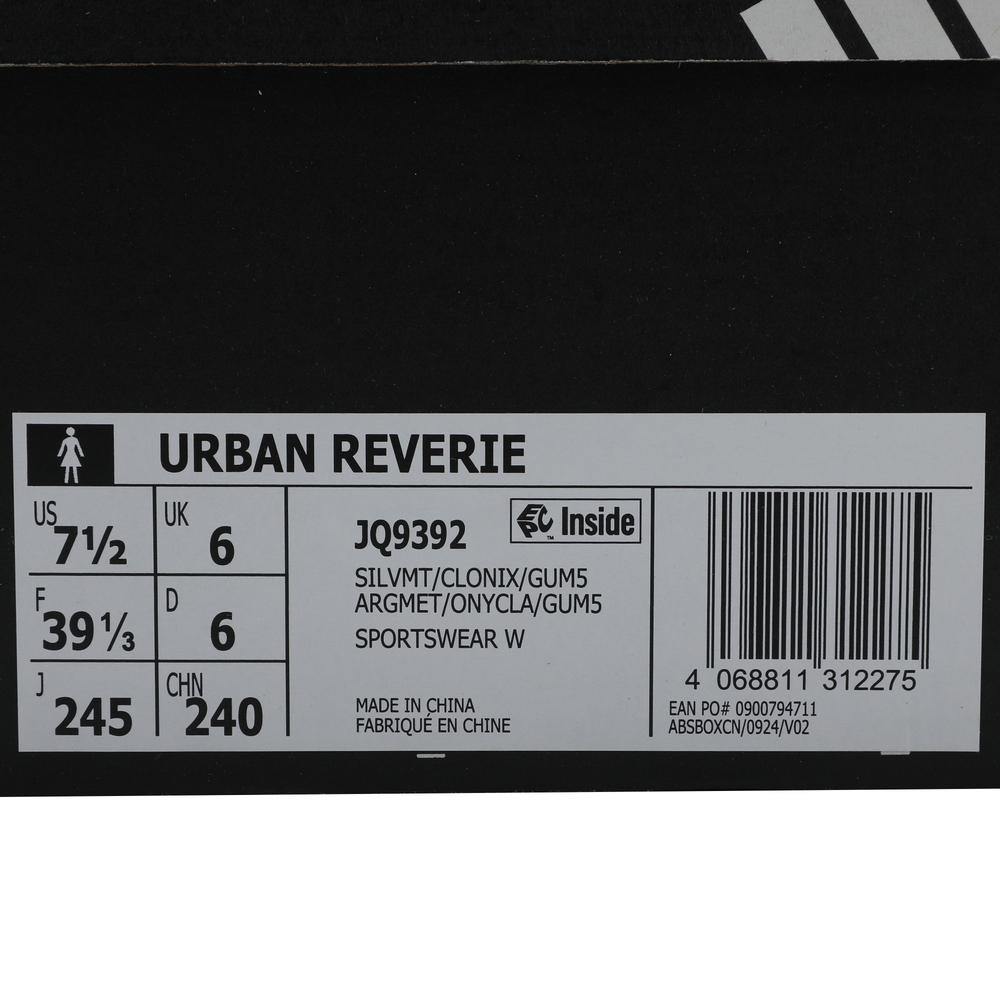 URBAN REVERIE
US 7½
UK 6
F 39⅓
D 6
J 245
CHN 240
JQ9392
EPC™ Inside
SILVMT/CLONIX/GUM5
ARGMET/ONYCLA/GUM5
SPORTSWEAR W
MADE IN CHINA
FABRIQUÉ EN CHINE
4 068811 312275
EAN PO# 0900794711
ABSBOXCN/0924/V02